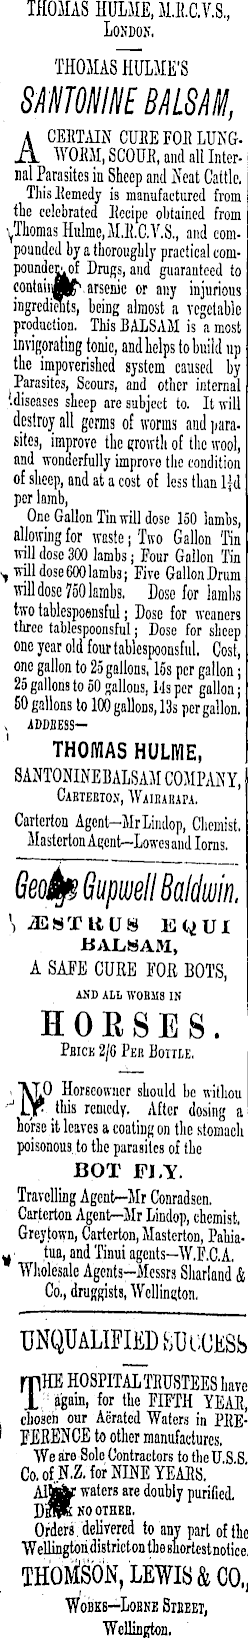 THOMAS HULME, M.R.C.V.S.,
LONDON.
THOMAS HULME'S
SANTONINE BALSAM,
A CERTAIN CURE FOR LUNG-
WORM, SCOUR, and all Inter-
nal Parasites in Sheep and Neat Cattle.
This Remedy is manufactured from
the celebrated Recipe obtained from
Thomas Hulme, M.R.C.V.S., and com-
pounded by a thoroughly practical com-
pounder, of Drugs, and guaranteed to
contain arsenic or any injurious
ingredients, being almost a vegetable
production. This BALSAM is a most
invigorating tonic, and helps to build up
the impoverished system caused by
Parasites, Scours, and other internal
diseases sheep are subject to. It will
destroy all germs of worms and para-
sites, improve the growth of the wool,
and wonderfully improve the condition
of sheep, and at a cost of less than 1¼d
per lamb,
One Gallon Tin will dose 150 lambs,
allowing for waste; Two Gallon Tin
will dose 300 lambs; Four Gallon Tin
will dose 600 lambs; Five Gallon Drum
will dose 750 lambs. Dose for lambs
two tablespoonsful; Dose for weaners
three tablespoonsful; Dose for sheep
one year old four tablespoonsful. Cost,
one gallon to 25 gallons, 15s per gallon;
25 gallons to 50 gallons, 14s per gallon;
50 gallons to 100 gallons, 13s per gallon.
ADDRESS—
THOMAS HULME,
SANTONINE BALSAM COMPANY,
CARTERTON, WAIRARAPA.
Carterton Agent—Mr Lindop, Chemist.
Masterton Agent—Lowes and Iorns.
George Gupwell Baldwin.
ÆSTRUS EQUI
BALSAM,
A SAFE CURE FOR BOTS,
AND ALL WORMS IN
HORSES.
PRICE 2/6 PER BOTTLE.
NO Horseowner should be withou
this remedy. After dosing a
horse it leaves a coating on the stomach
poisonous to the parasites of the
BOT FLY.
Travelling Agent—Mr Conradsen.
Carterton Agent—Mr Lindop, chemist.
Greytown, Carterton, Masterton, Pahia-
tua, and Tinui agents—W.F.C.A.
Wholesale Agents—Messrs Sharland &
Co., druggists, Wellington.
UNQUALIFIED SUCCESS
THE HOSPITAL TRUSTEES have
again, for the FIFTH YEAR,
chosen our Aërated Waters in PRE-
FERENCE to other manufactures.
We are Sole Contractors to the U.S.S.
Co. of N.Z. for NINE YEARS.
waters are doubly purified.
DRINK NO OTHER.
Orders delivered to any part of the
Wellington district on the shortest notice
THOMSON, LEWIS & CO.,
WORKS—LORNE STREET,
Wellington.